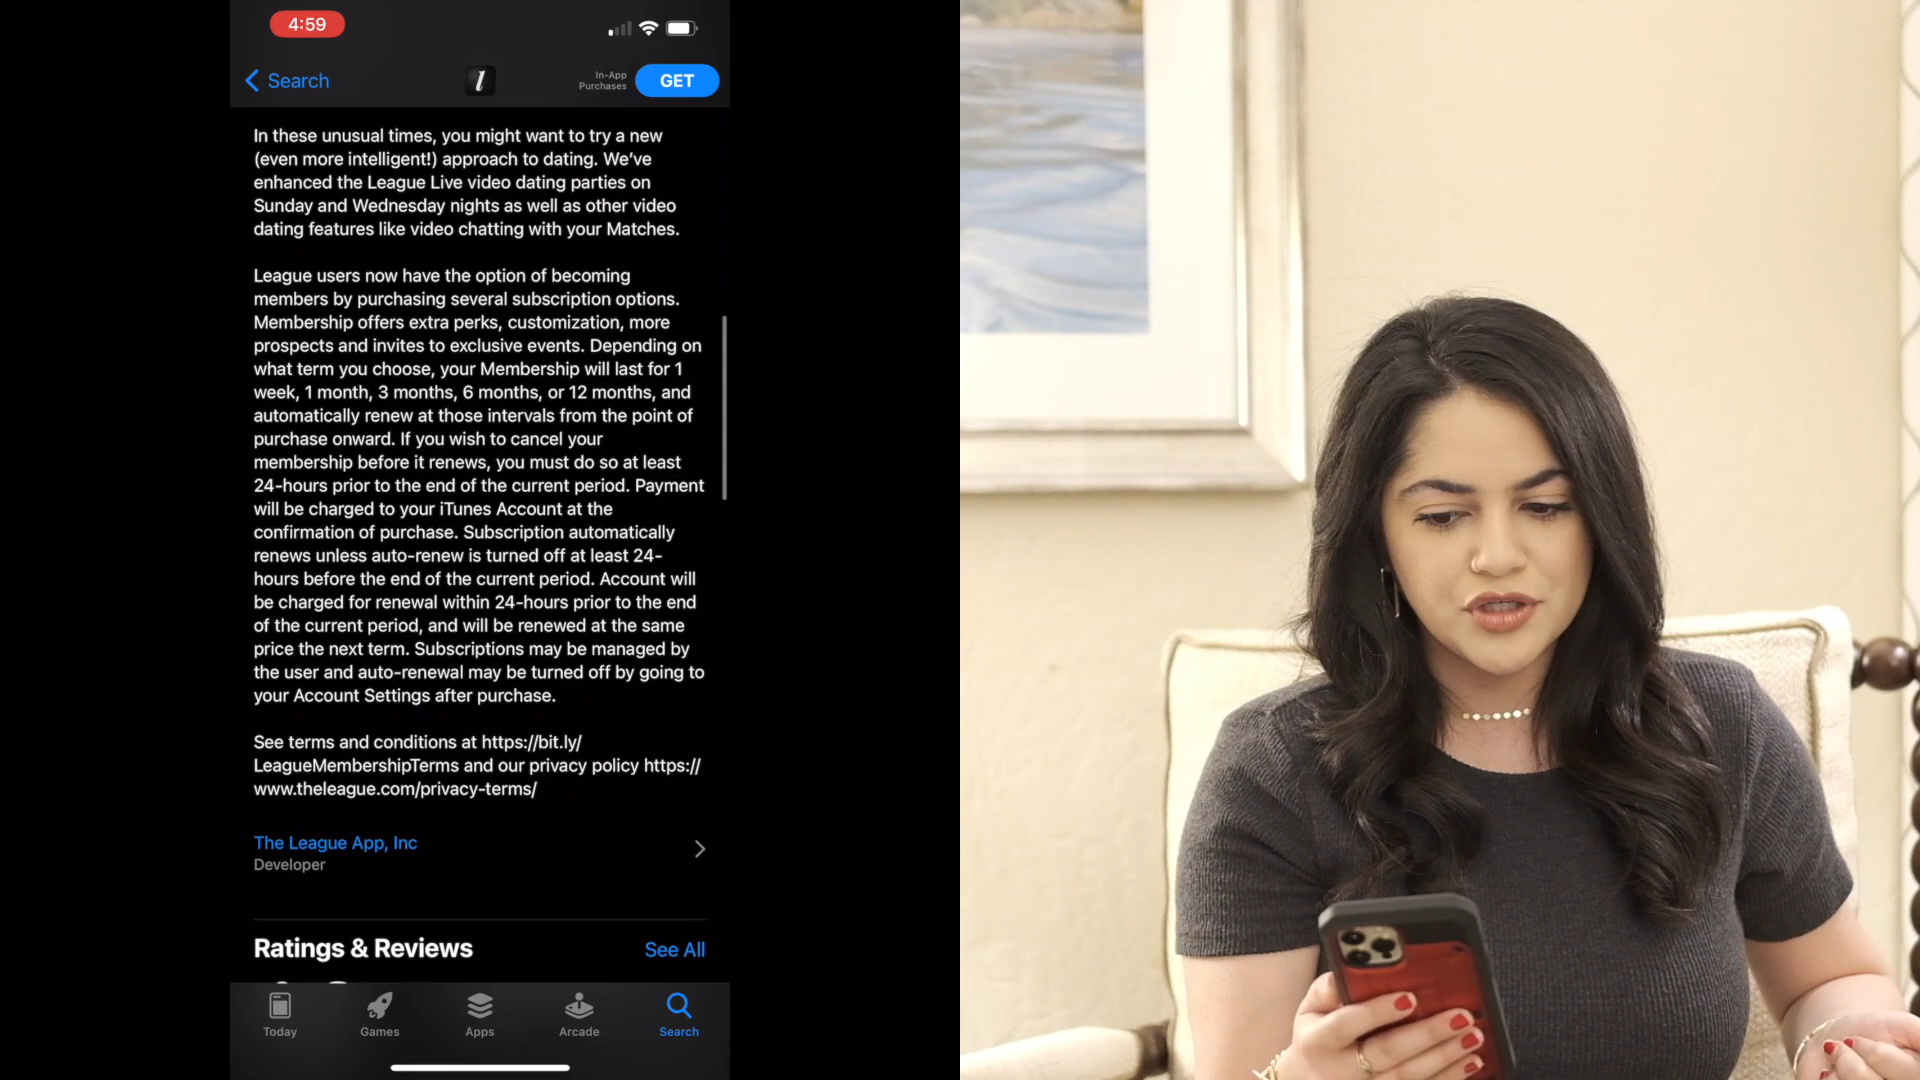 4:59
Search
l
In-App
Purchases
GET
In these unusual times, you might want to try a new
(even more intelligent!) approach to dating. We've
enhanced the League Live video dating parties on
Sunday and Wednesday nights as well as other video
dating features like video chatting with your Matches.
League users now have the option of becoming
members by purchasing several subscription options.
Membership offers extra perks, customization, more
prospects and invites to exclusive events. Depending on
what term you choose, your Membership will last for 1
week, 1 month, 3 months, 6 months, or 12 months, and
automatically renew at those intervals from the point of
purchase onward. If you wish to cancel your
membership before it renews, you must do so at least
24-hours prior to the end of the current period. Payment
will be charged to your iTunes Account at the
confirmation of purchase. Subscription automatically
renews unless auto-renew is turned off at least 24-
hours before the end of the current period. Account will
be charged for renewal within 24-hours prior to the end
of the current period, and will be renewed at the same
price the next term. Subscriptions may be managed by
the user and auto-renewal may be turned off by going to
your Account Settings after purchase.
See terms and conditions at https://bit.ly/
LeagueMembershipTerms and our privacy policy https://
www.theleague.com/privacy-terms/
The League App, Inc
Developer
Ratings & Reviews
See All
Today
Games
Apps
Arcade
Search